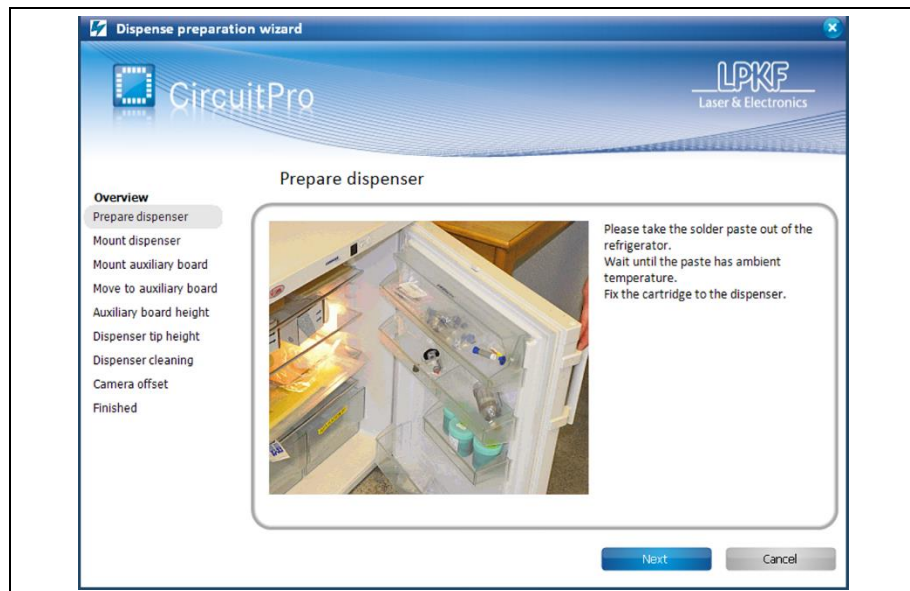 Dispense preparation wizard
CircuitPro
LPKF
Laser & Electronics
Prepare dispenser
Overview
Prepare dispenser
Mount dispenser
Mount auxiliary board
Move to auxiliary board
Auxiliary board height
Dispenser tip height
Dispenser cleaning
Camera offset
Finished
Please take the solder paste out of the
refrigerator.
Wait until the paste has ambient
temperature.
Fix the cartridge to the dispenser.
Next
Cancel